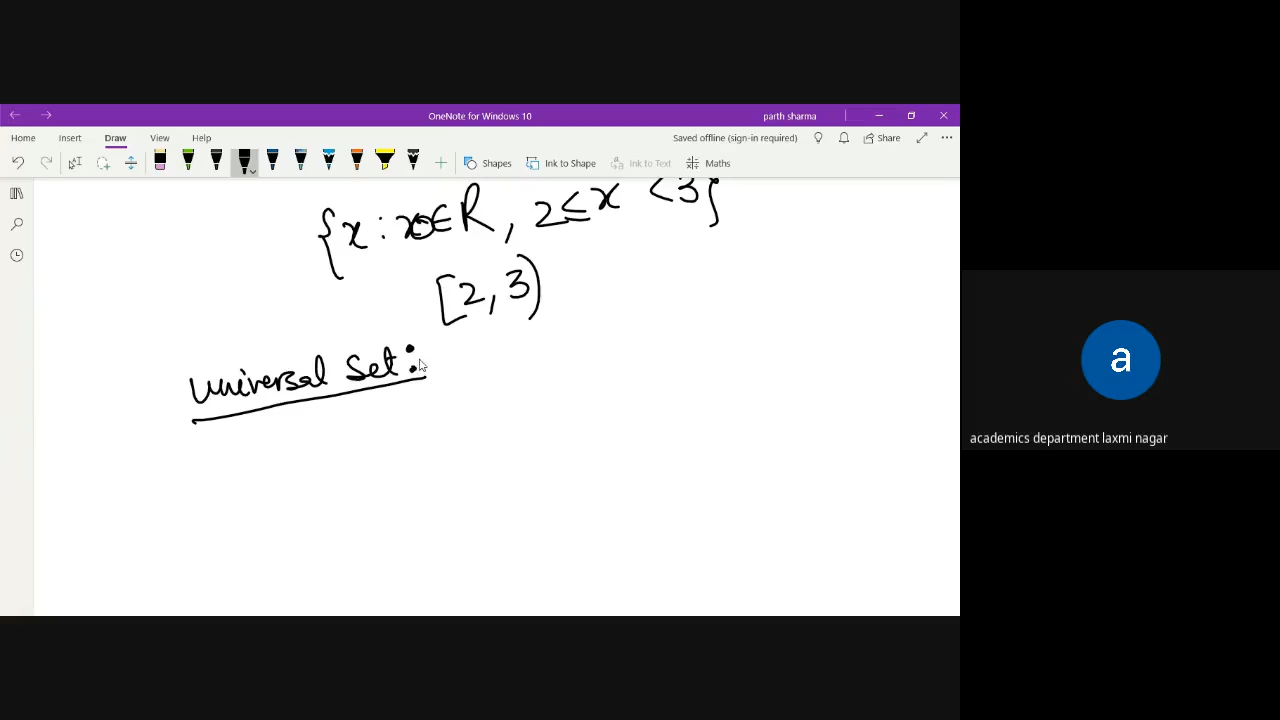 OneNote for Windows 10
parth sharma
Home Insert Draw View Help
Saved offline (sign-in required)
Share
Shapes
Ink to Shape
Ink to Text
Maths
{x : x∈R, 2≤x <3}
[2, 3)
Universal Set:
a
academics department laxmi nagar